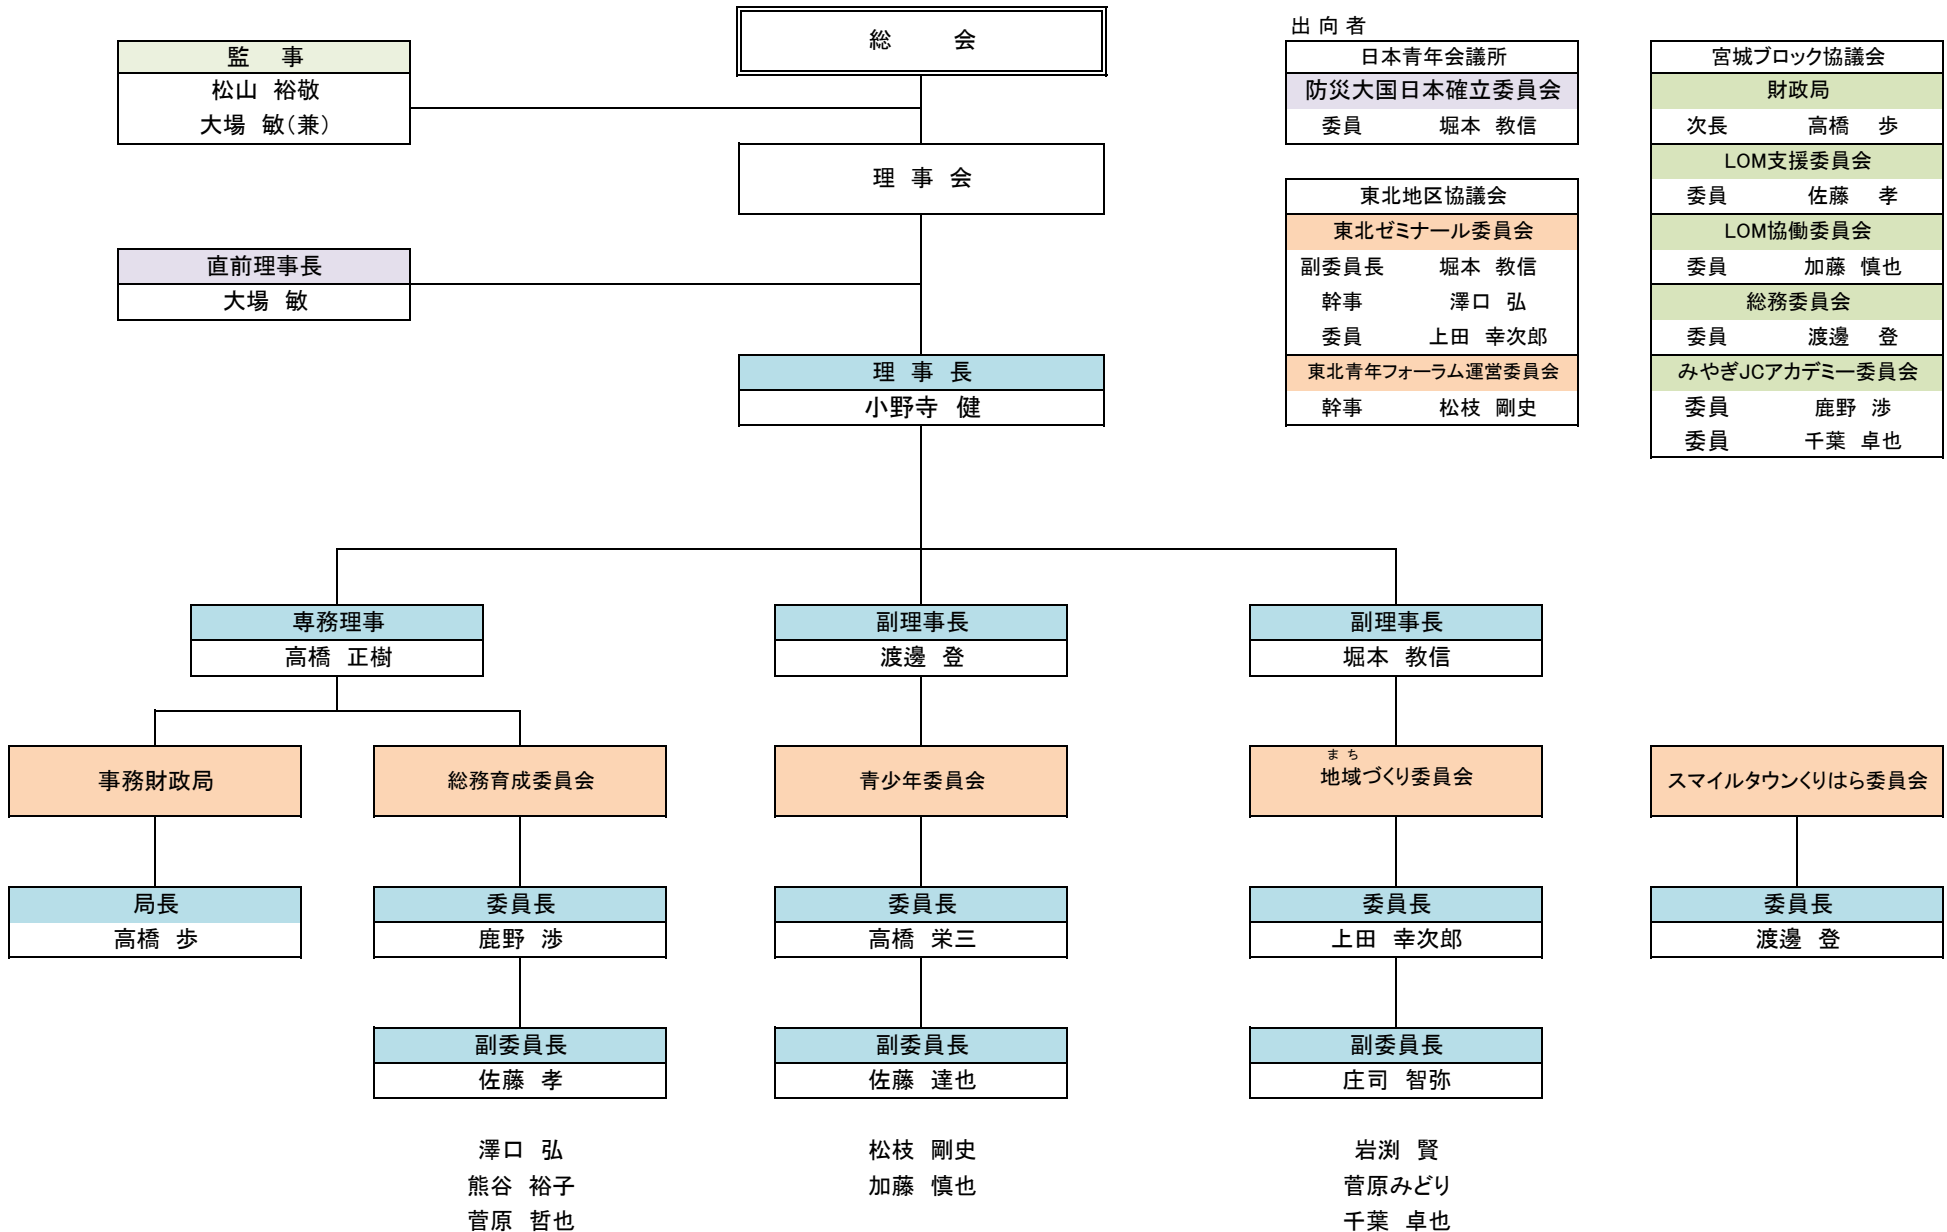 総　会
監　事
松山 裕敬
大場 敏(兼)
理 事 会
直前理事長
大場 敏
理 事 長
小野寺 健
出 向 者
日本青年会議所
防災大国日本確立委員会
委員 堀本 教信
東北地区協議会
東北ゼミナール委員会
副委員長 堀本 教信
幹事 澤口 弘
委員 上田 幸次郎
東北青年フォーラム運営委員会
幹事 松枝 剛史
宮城ブロック協議会
財政局
次長 高橋 歩
LOM支援委員会
委員 佐藤 孝
LOM協働委員会
委員 加藤 慎也
総務委員会
委員 渡邊 登
みやぎJCアカデミー委員会
委員 鹿野 渉
委員 千葉 卓也
専務理事
高橋 正樹
事務財政局
局長
高橋 歩
総務育成委員会
委員長
鹿野 渉
副委員長
佐藤 孝
澤口 弘
熊谷 裕子
菅原 哲也
副理事長
渡邊 登
青少年委員会
委員長
高橋 栄三
副委員長
佐藤 達也
松枝 剛史
加藤 慎也
副理事長
堀本 教信
まち
地域づくり委員会
委員長
上田 幸次郎
副委員長
庄司 智弥
岩渕 賢
菅原みどり
千葉 卓也
スマイルタウンくりはら委員会
委員長
渡邊 登